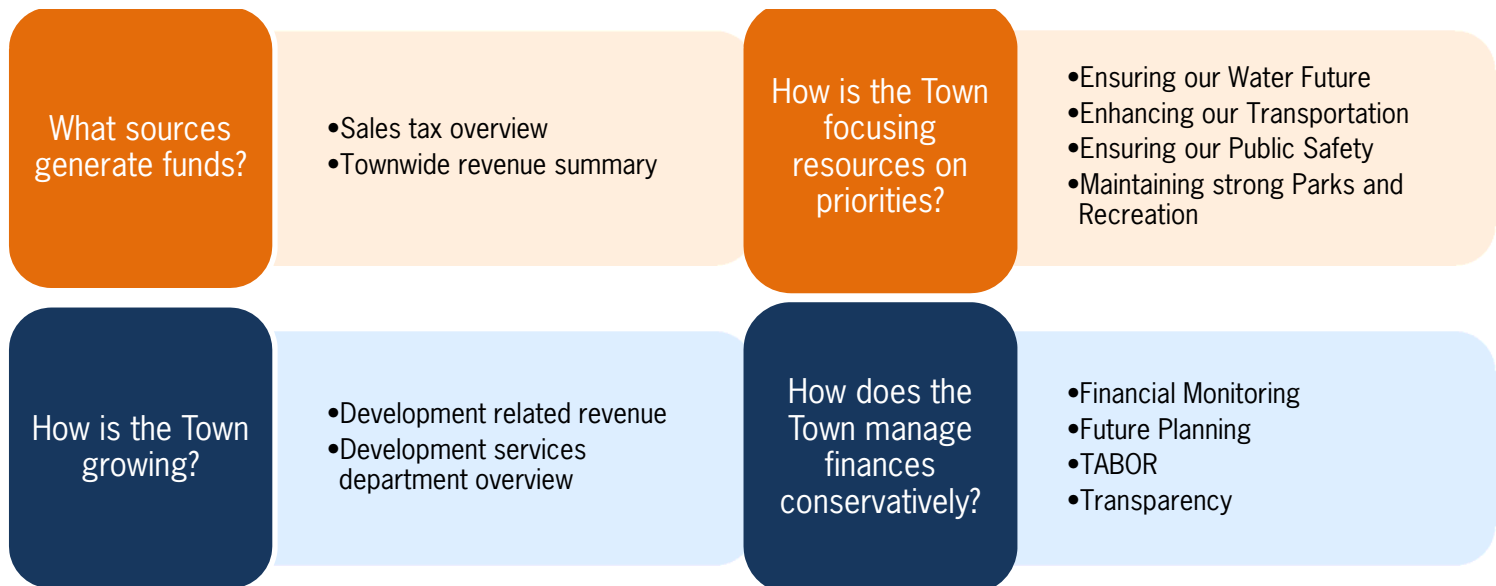 What sources
generate funds?
•Sales tax overview
•Townwide revenue summary
How is the Town
focusing
resources on
priorities?
•Ensuring our Water Future
•Enhancing our Transportation
•Ensuring our Public Safety
•Maintaining strong Parks and
Recreation
How is the Town
growing?
•Development related revenue
•Development services
department overview
How does the
Town manage
finances
conservatively?
•Financial Monitoring
•Future Planning
•TABOR
•Transparency